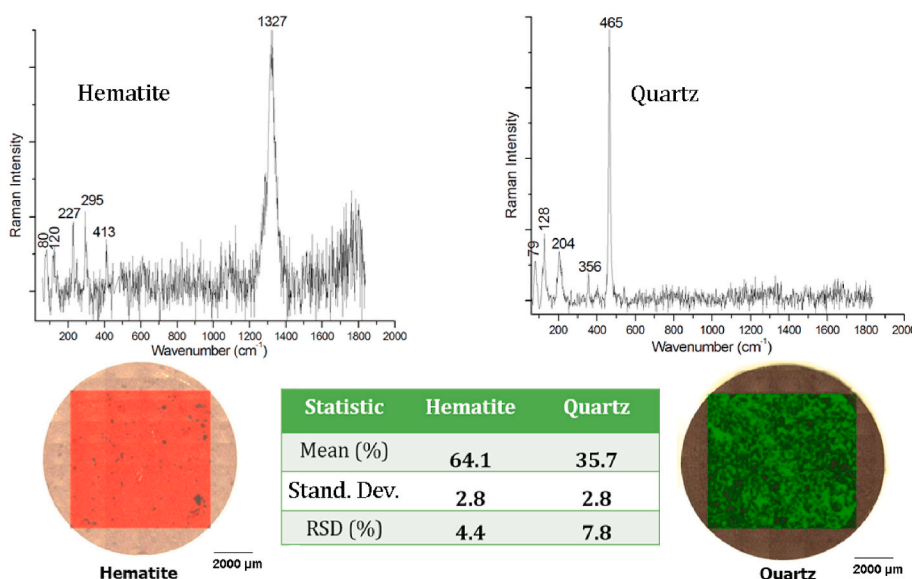 1327
Hematite
295
227
413
80
120
Raman Intensity
200 400 600 800 1000 1200 1400 1600 1800 2000
Wavenumber (cm-1)
465
Quartz
128
79
204
356
Raman Intensity
200 400 600 800 1000 1200 1400 1600 1800 2000
Wavenumber (cm-1)
Statistic Hematite Quartz
Mean (%) 64.1 35.7
Stand. Dev. 2.8 2.8
RSD (%) 4.4 7.8
2000 µm
Hematite
2000 µm
Quartz